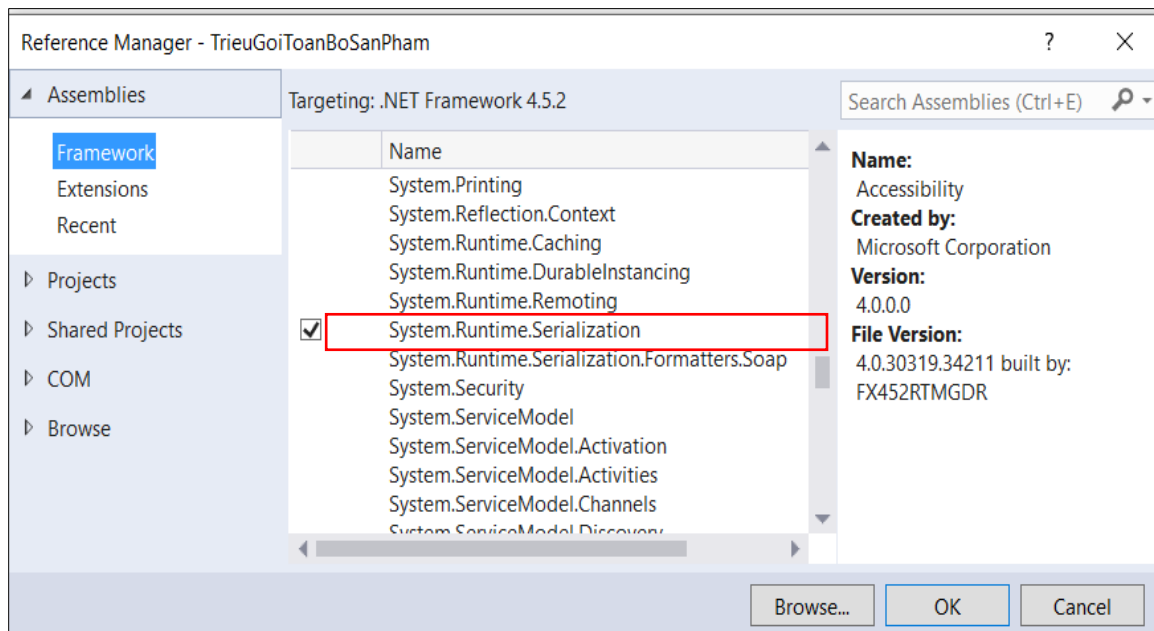 Reference Manager - TrieuGoiToanBoSanPham
?
Assemblies
Framework
Extensions
Recent
Projects
Shared Projects
COM
Browse
Targeting: .NET Framework 4.5.2
Name
System.Printing
System.Reflection.Context
System.Runtime.Caching
System.Runtime.DurableInstancing
System.Runtime.Remoting
System.Runtime.Serialization
System.Runtime.Serialization.Formatters.Soap
System.Security
System.ServiceModel
System.ServiceModel.Activation
System.ServiceModel.Activities
System.ServiceModel.Channels
System.ServiceModel.Discovery
Search Assemblies (Ctrl+E)
Name:
Accessibility
Created by:
Microsoft Corporation
Version:
4.0.0.0
File Version:
4.0.30319.34211 built by:
FX452RTMGDR
Browse...
OK
Cancel